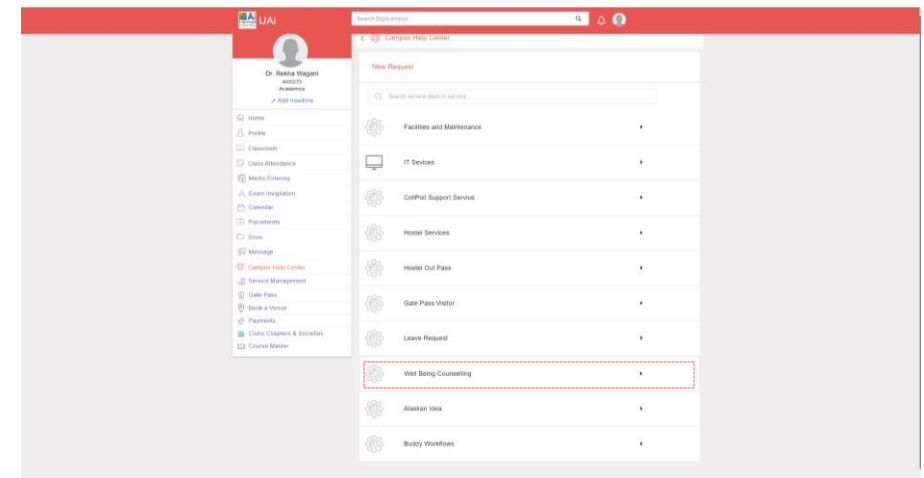 UAi
Search Digicampus
Dr. Rekha Wagani
AI00273
Academics
Add headline
Home
Profile
Classroom
Class Attendance
Marks Entering
Exam Invigilation
Calendar
Placements
Drive
Message
Campus Help Center
Service Management
Gate Pass
Book a Venue
Payments
Clubs, Chapters & Societies
Course Master
Campus Help Center
New Request
Search service desk or service
Facilities and Maintenance
IT Sevices
CollPoll Support Service
Hostel Services
Hostel Out Pass
Gate Pass Visitor
Leave Request
Well Being Counselling
Alaskan Idea
Buddy Workflows